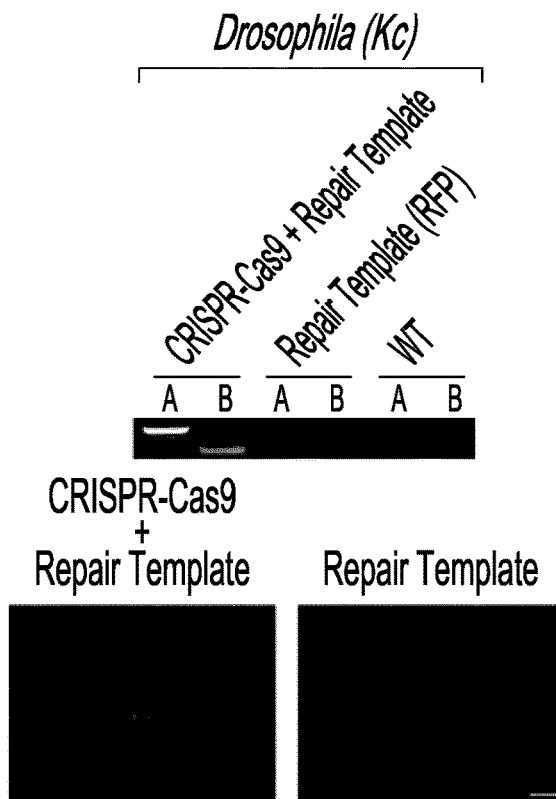 Drosophila (Kc)
CRISPR-Cas9 + Repair Template
Repair Template (RFP)
WT
A B A B A B
CRISPR-Cas9
+
Repair Template
Repair Template